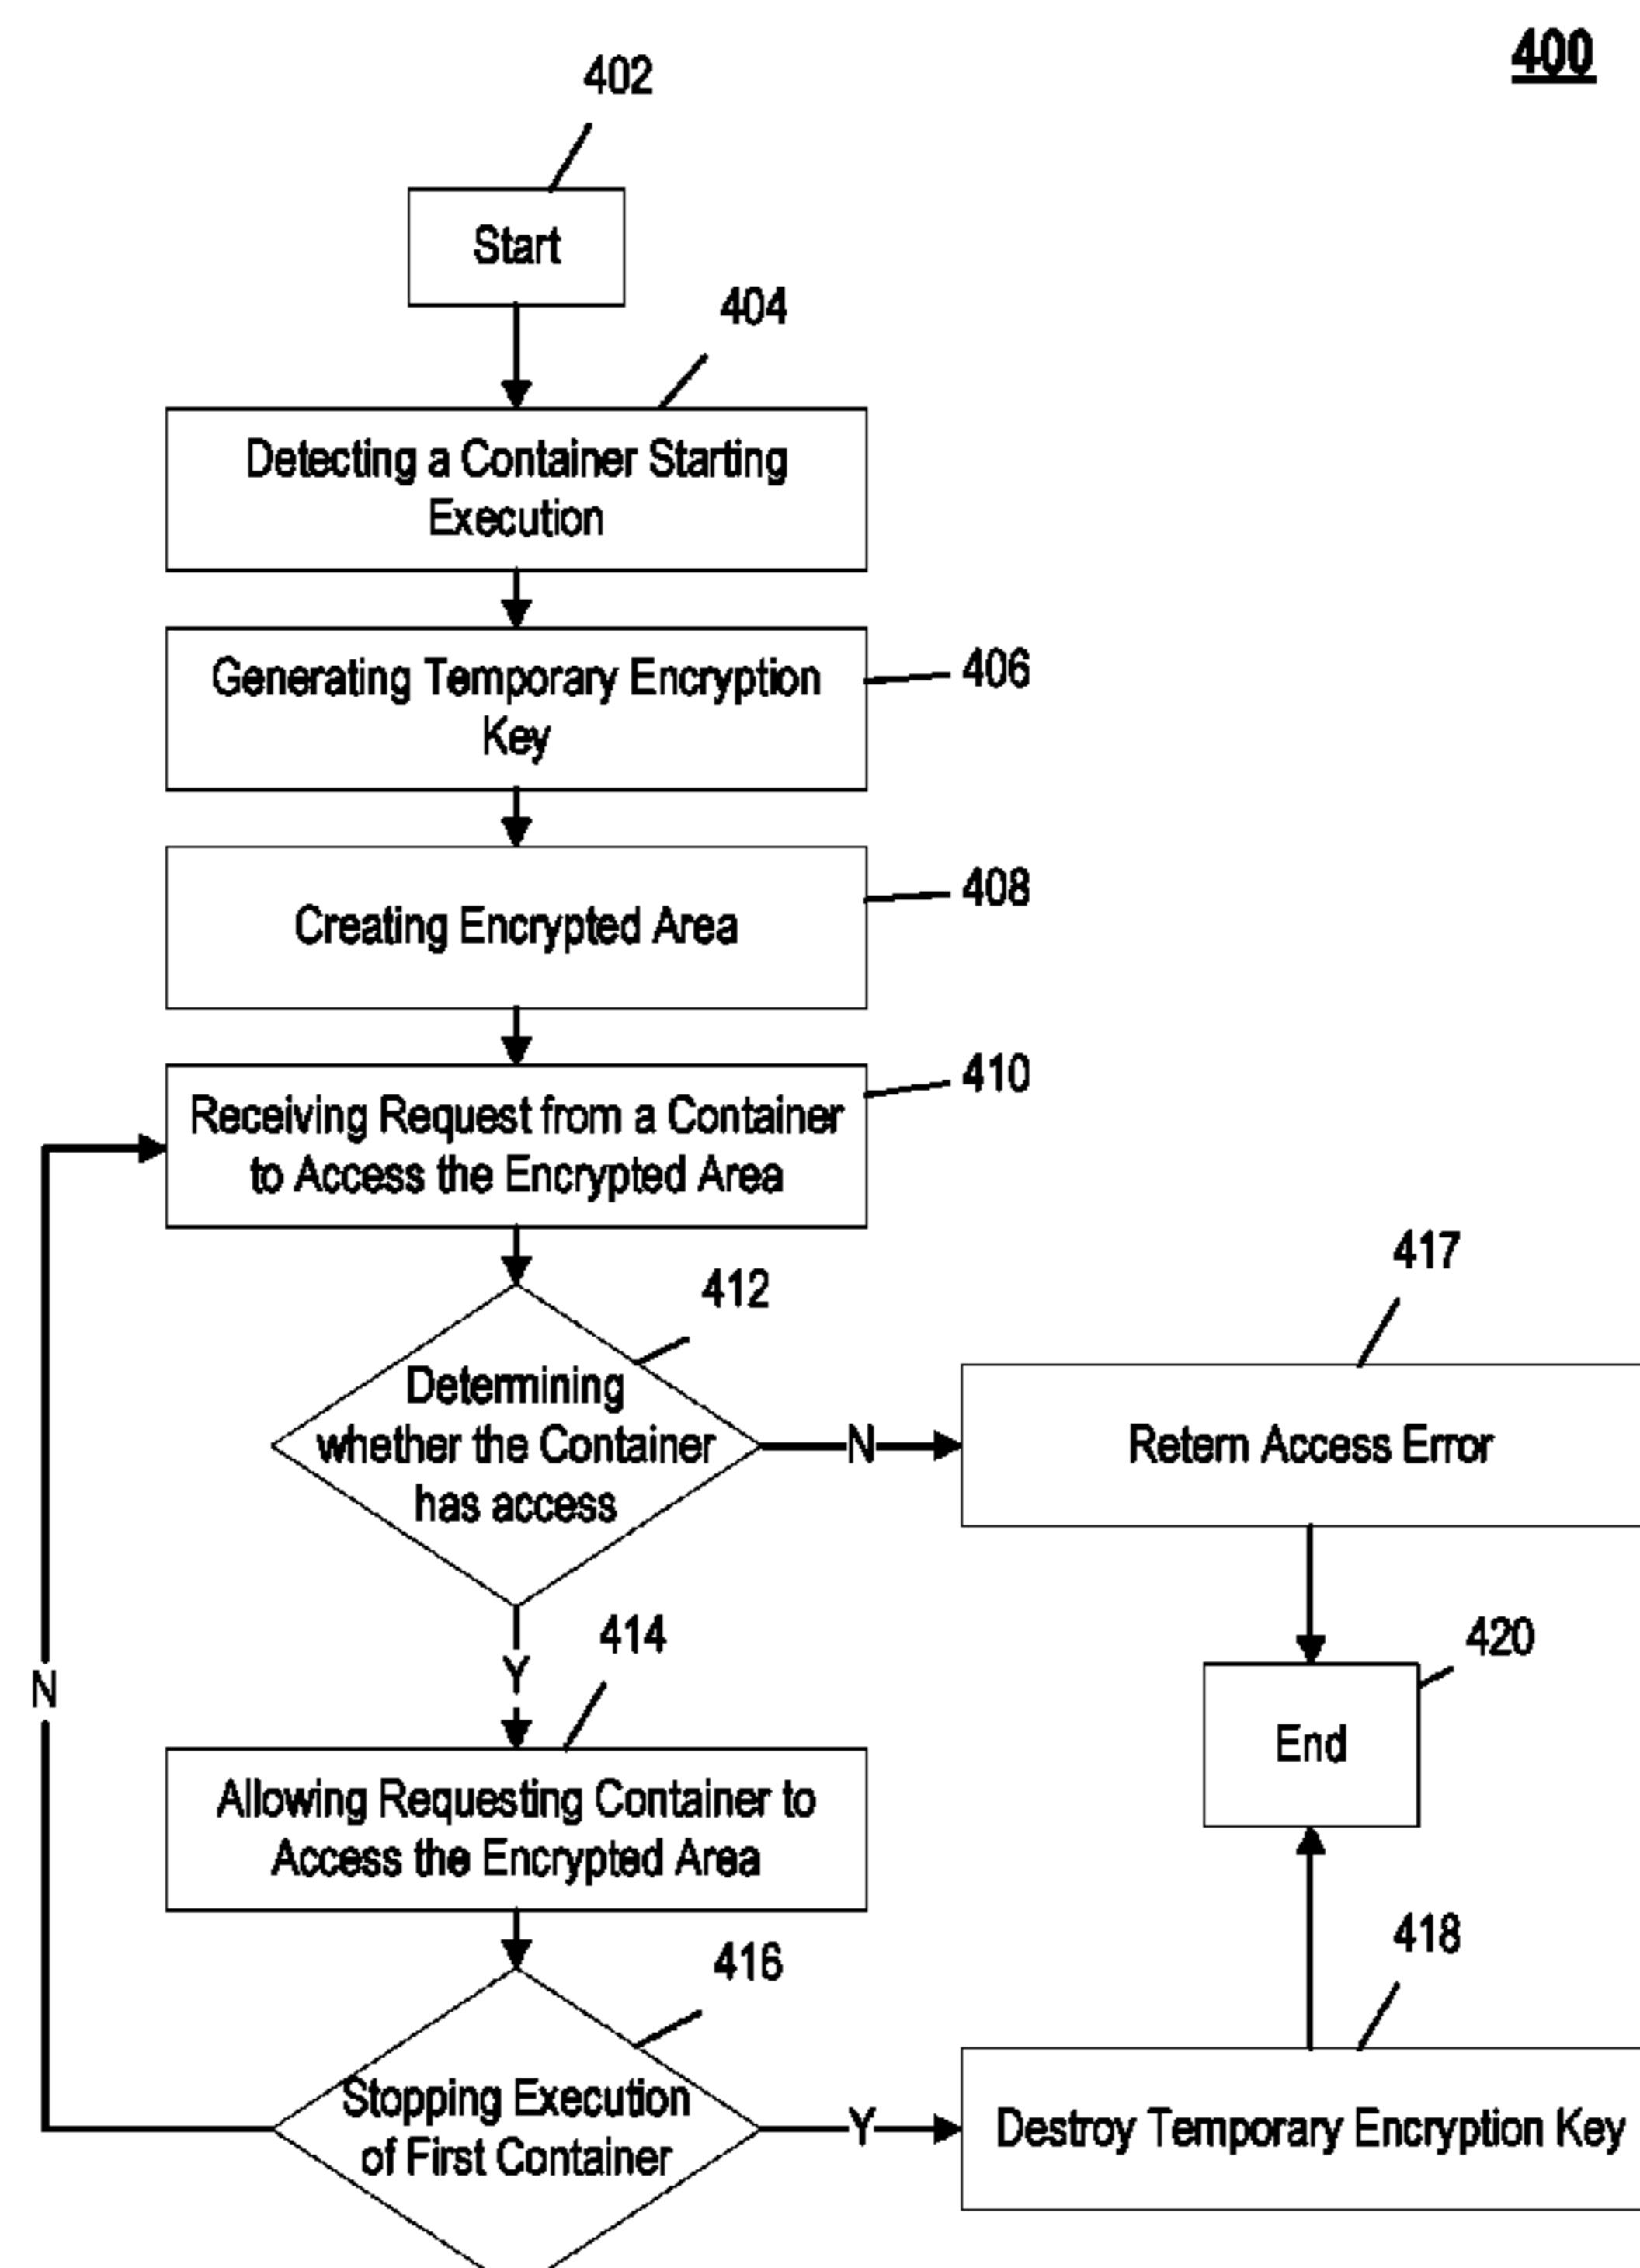 400
402
Start
404
Detecting a Container Starting
Execution
Generating Temporary Encryption
Key
406
Creating Encrypted Area
408
410
Receiving Request from a Container
to Access the Encrypted Area
412
Determining
whether the Container
has access
N
417
Retern Access Error
Y
414
420
End
N
Allowing Requesting Container to
Access the Encrypted Area
416
418
Stopping Execution
of First Container
Y
Destroy Temporary Encryption Key